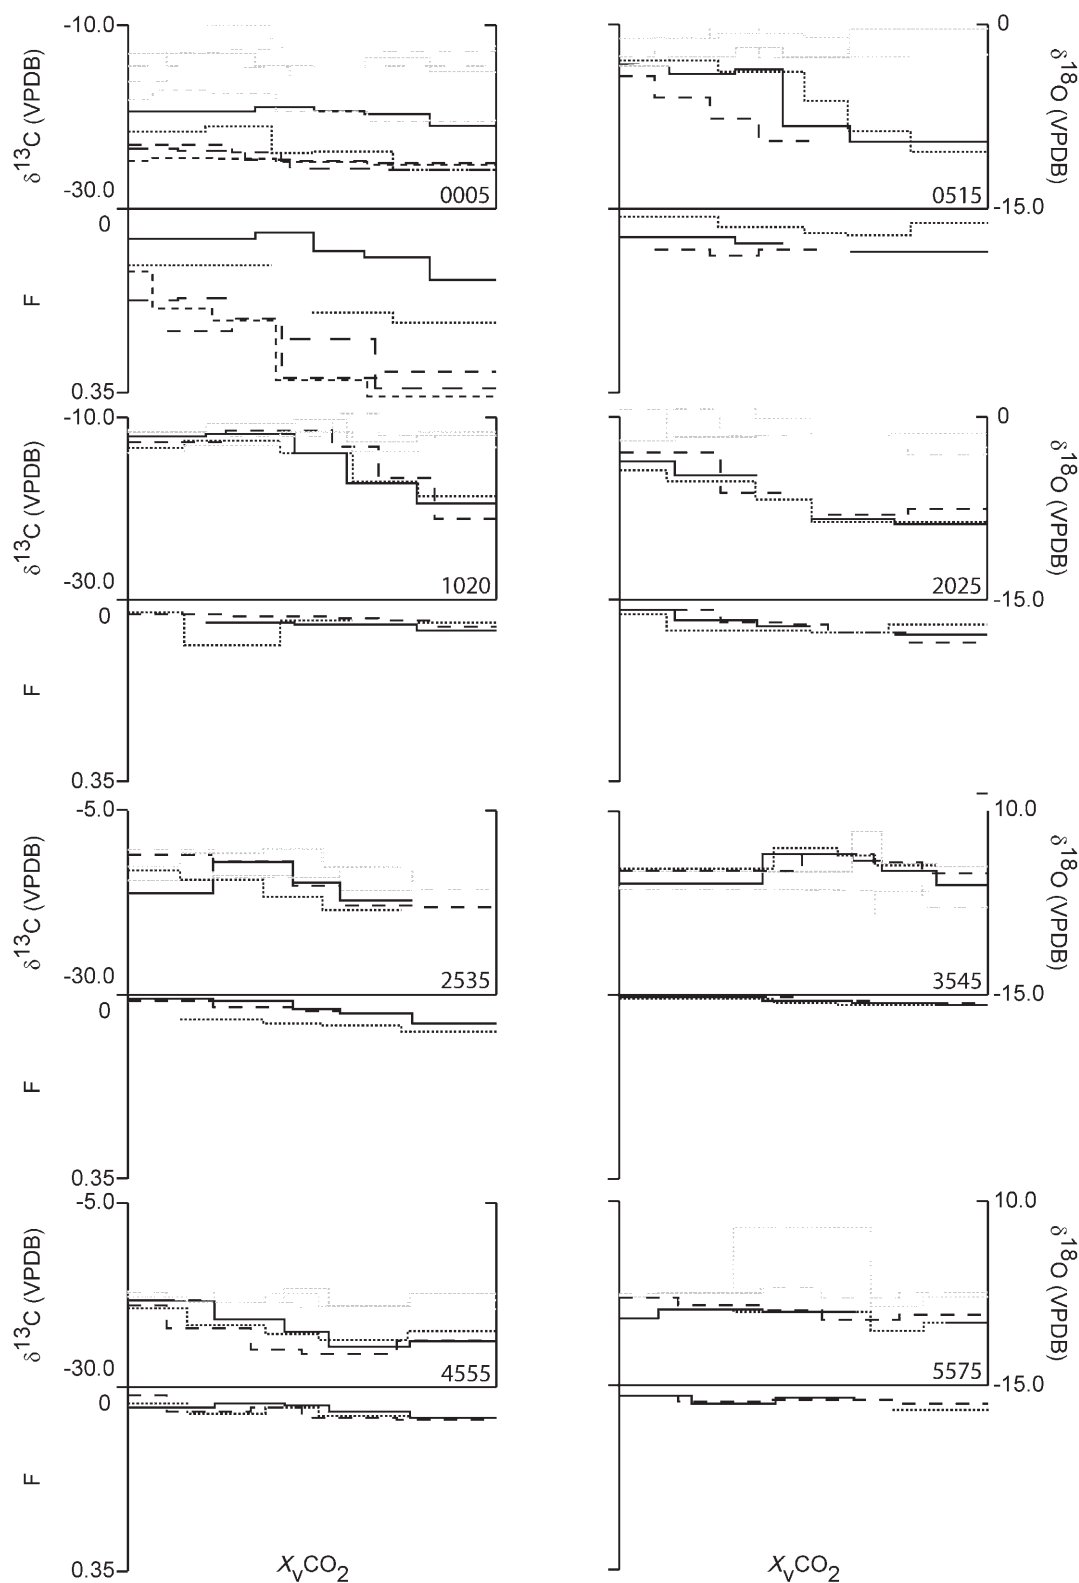 -10.0 0
δ13C (VPDB) δ18O (VPDB)
-30.0 0005 0515 -15.0
0
F
0.35
-10.0 0
δ13C (VPDB) δ18O (VPDB)
-30.0 1020 2025 -15.0
0
F
0.35
-5.0 10.0
δ13C (VPDB) δ18O (VPDB)
-30.0 2535 3545 -15.0
0
F
0.35
-5.0 10.0
δ13C (VPDB) δ18O (VPDB)
-30.0 4555 5575 -15.0
0
F
0.35
XvCO2 XvCO2